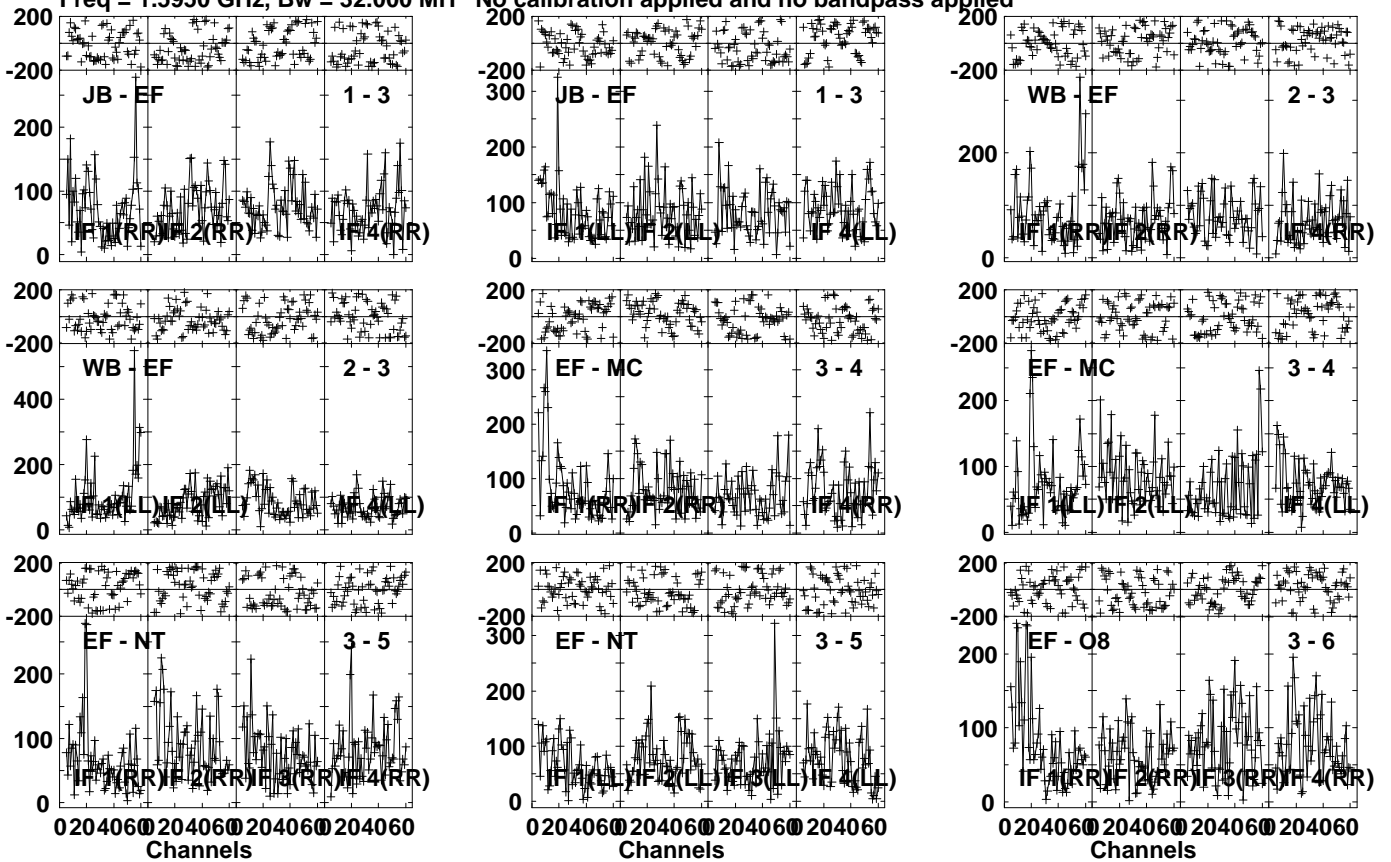 Freq = 1.5950 GHz, Bw = 32.000 MH No calibration applied and no bandpass applied
200 200 200
-200 -200 -200
JB - EF 1 - 3 JB - EF 1 - 3 WB - EF 2 - 3
300
200 200 200
100 100 100
0 0 0
IF 1(RR) IF 2(RR) IF 4(RR) IF 1(LL) IF 2(LL) IF 4(LL) IF 1(RR) IF 2(RR) IF 4(RR)
200 200 200
-200 -200 -200
WB - EF 2 - 3 EF - MC 3 - 4 EF - MC 3 - 4
400 300 200
200 200 100
0 100 0
0
IF 1(LL) IF 2(LL) IF 4(LL) IF 1(RR) IF 2(RR) IF 4(RR) IF 1(LL) IF 2(LL) IF 4(LL)
200 200 200
-200 -200 -200
EF - NT 3 - 5 EF - NT 3 - 5 EF - O8 3 - 6
300
200 200 200
100 100 100
0 0 0
IF 1(RR) IF 2(RR) IF 3(RR) IF 4(RR) IF 1(LL) IF 2(LL) IF 3(LL) IF 4(LL) IF 1(RR) IF 2(RR) IF 3(RR) IF 4(RR)
0 20 40 60 0 20 40 60 0 20 40 60 0 20 40 60 0 20 40 60 0 20 40 60 0 20 40 60 0 20 40 60 0 20 40 60 0 20 40 60 0 20 40 60 0 20 40 60
Channels Channels Channels